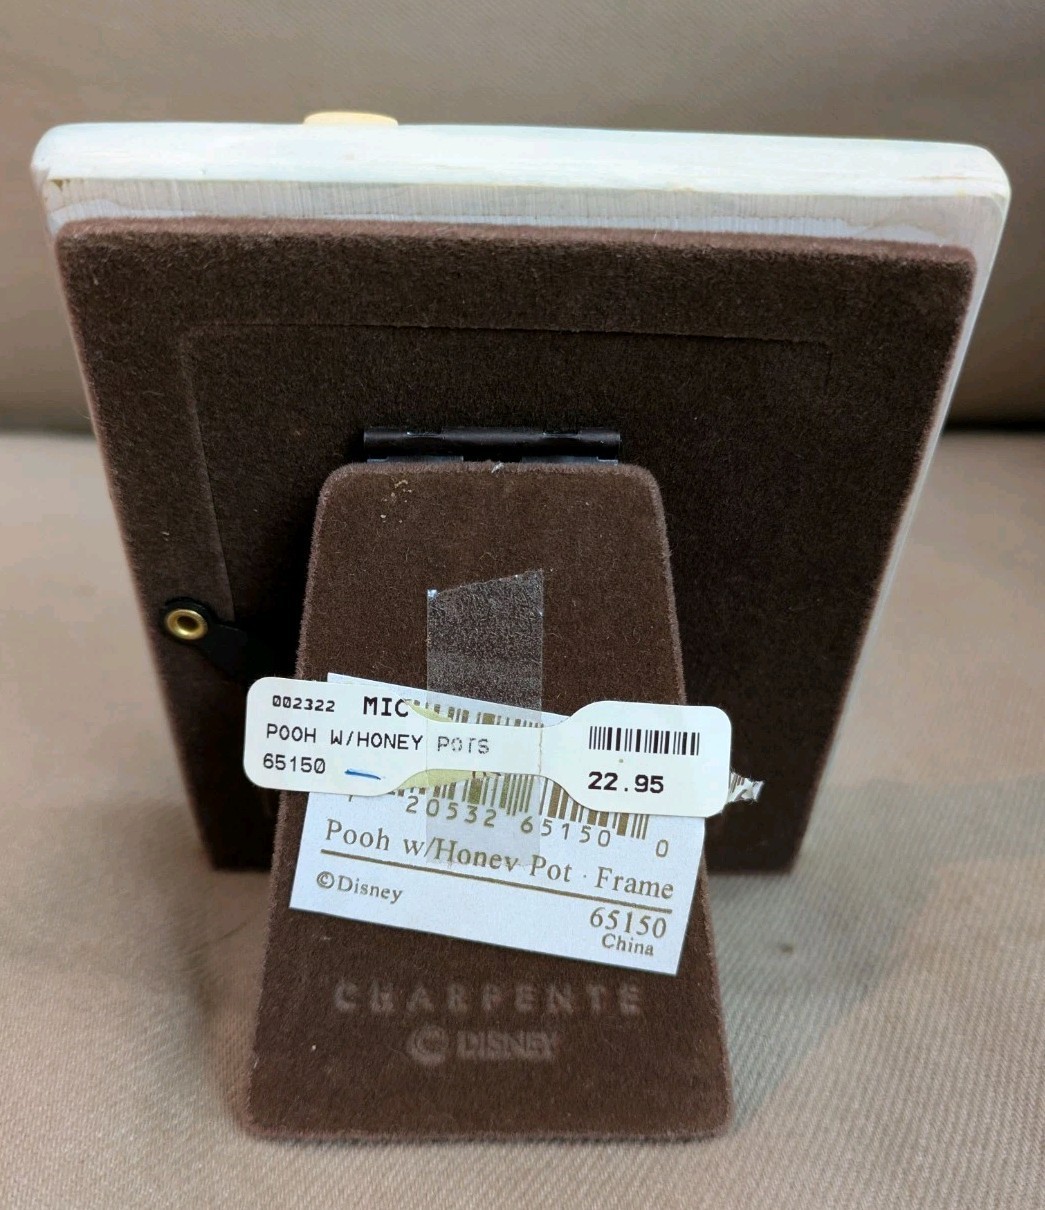 002322 MIC
POOH W/HONEY POTS
65150
22.95
20532 65150 0
Pooh w/Honey Pot · Frame
©Disney
65150
China
CHARPENTE
© DISNEY